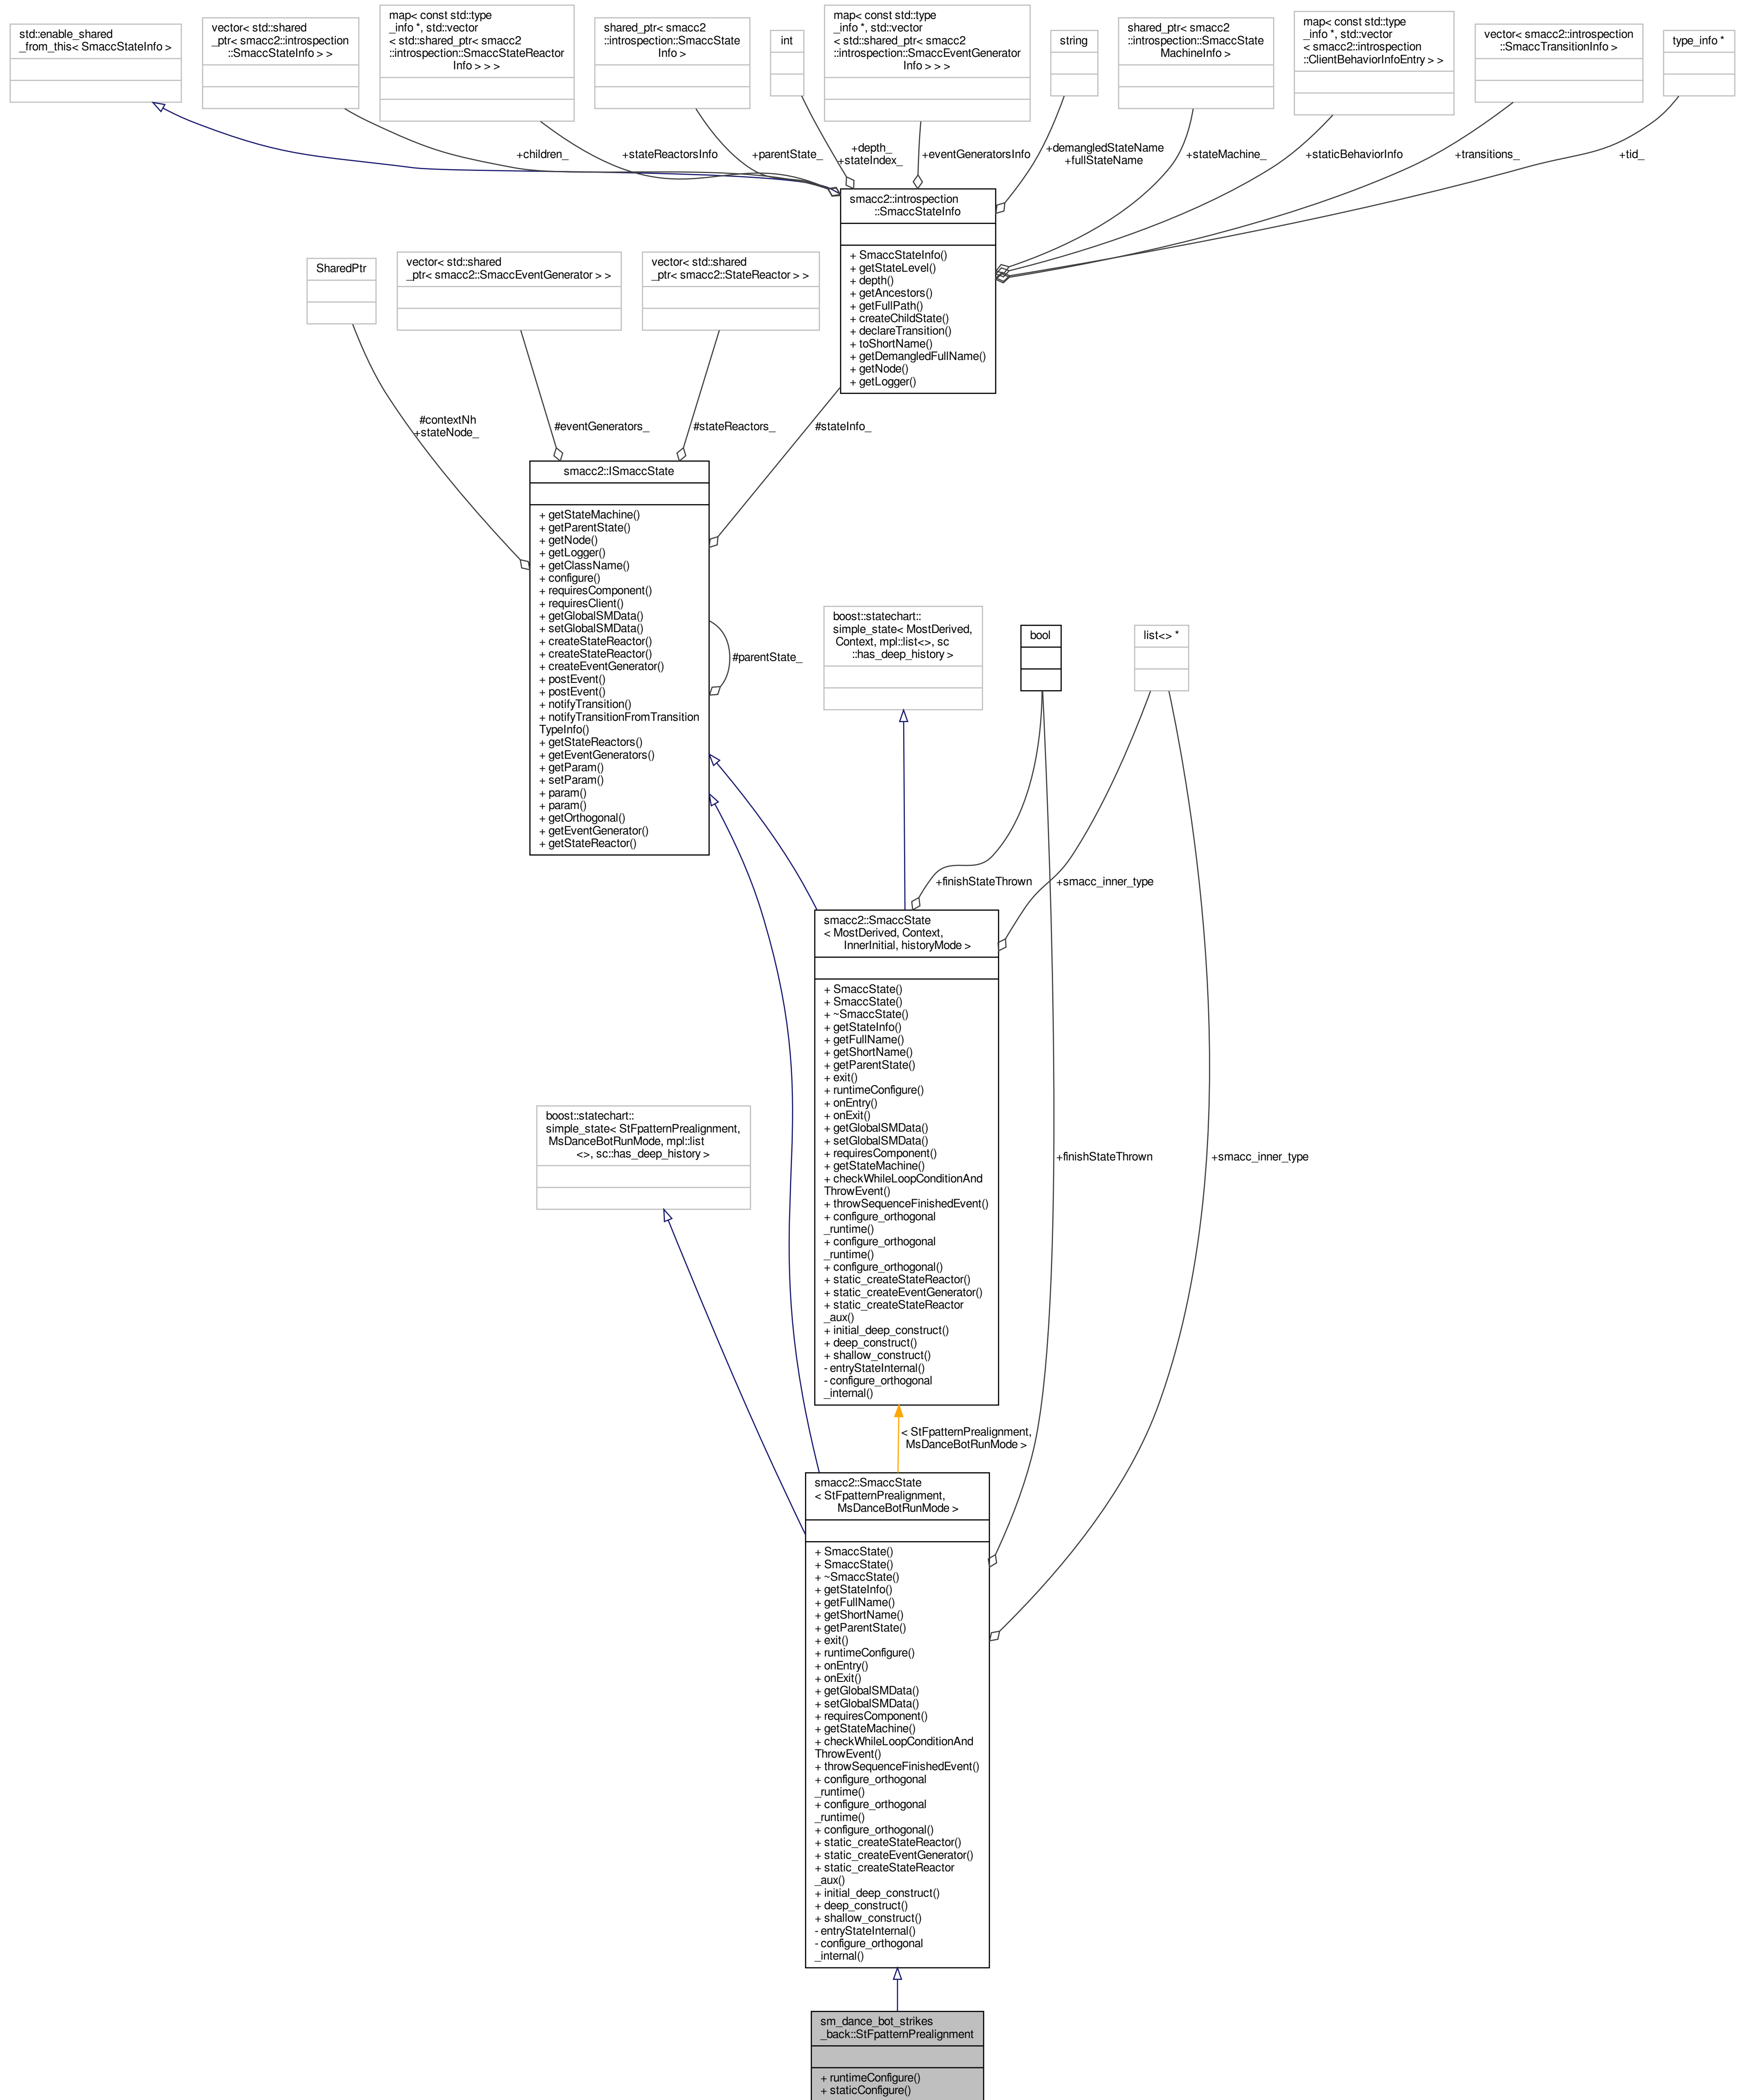 std::enable_shared
_from_this< SmaccStateInfo >
vector< std::shared
_ptr< smacc2::introspection
::SmaccStateInfo > >
map< const std::type
_info *, std::vector
< std::shared_ptr< smacc2
::introspection::SmaccStateReactor
Info > > >
shared_ptr< smacc2
::introspection::SmaccState
Info >
int
map< const std::type
_info *, std::vector
< std::shared_ptr< smacc2
::introspection::SmaccEventGenerator
Info > > >
string
shared_ptr< smacc2
::introspection::SmaccState
MachineInfo >
map< const std::type
_info *, std::vector
< smacc2::introspection
::ClientBehaviorInfoEntry > >
vector< smacc2::introspection
::SmaccTransitionInfo >
type_info *
+children_
+stateReactorsInfo
+parentState_
+depth_
+stateIndex_
+eventGeneratorsInfo
+demangledStateName
+fullStateName
+stateMachine_
+staticBehaviorInfo
+transitions_
+tid_
smacc2::introspection
::SmaccStateInfo
+ SmaccStateInfo()
+ getStateLevel()
+ depth()
+ getAncestors()
+ getFullPath()
+ createChildState()
+ declareTransition()
+ toShortName()
+ getDemangledFullName()
+ getNode()
+ getLogger()
SharedPtr
vector< std::shared
_ptr< smacc2::SmaccEventGenerator > >
vector< std::shared
_ptr< smacc2::StateReactor > >
#contextNh
+stateNode_
#eventGenerators_
#stateReactors_
#stateInfo_
smacc2::ISmaccState
+ getStateMachine()
+ getParentState()
+ getNode()
+ getLogger()
+ getClassName()
+ configure()
+ requiresComponent()
+ requiresClient()
+ getGlobalSMData()
+ setGlobalSMData()
+ createStateReactor()
+ createStateReactor()
+ createEventGenerator()
+ postEvent()
+ postEvent()
+ notifyTransition()
+ notifyTransitionFromTransition
TypeInfo()
+ getStateReactors()
+ getEventGenerators()
+ getParam()
+ setParam()
+ param()
+ param()
+ getOrthogonal()
+ getEventGenerator()
+ getStateReactor()
#parentState_
boost::statechart::
simple_state< MostDerived,
Context, mpl::list<>, sc
::has_deep_history >
bool
list<> *
+finishStateThrown
+smacc_inner_type
smacc2::SmaccState
< MostDerived, Context,
InnerInitial, historyMode >
+ SmaccState()
+ SmaccState()
+ ~SmaccState()
+ getStateInfo()
+ getFullName()
+ getShortName()
+ getParentState()
+ exit()
+ runtimeConfigure()
+ onEntry()
+ onExit()
+ getGlobalSMData()
+ setGlobalSMData()
+ requiresComponent()
+ getStateMachine()
+ checkWhileLoopConditionAnd
ThrowEvent()
+ throwSequenceFinishedEvent()
+ configure_orthogonal
_runtime()
+ configure_orthogonal
_runtime()
+ configure_orthogonal()
+ static_createStateReactor()
+ static_createEventGenerator()
+ static_createStateReactor
_aux()
+ initial_deep_construct()
+ deep_construct()
+ shallow_construct()
- entryStateInternal()
- configure_orthogonal
_internal()
boost::statechart::
simple_state< StFpatternPrealignment,
MsDanceBotRunMode, mpl::list
<>, sc::has_deep_history >
+finishStateThrown
+smacc_inner_type
< StFpatternPrealignment,
MsDanceBotRunMode >
smacc2::SmaccState
< StFpatternPrealignment,
MsDanceBotRunMode >
+ SmaccState()
+ SmaccState()
+ ~SmaccState()
+ getStateInfo()
+ getFullName()
+ getShortName()
+ getParentState()
+ exit()
+ runtimeConfigure()
+ onEntry()
+ onExit()
+ getGlobalSMData()
+ setGlobalSMData()
+ requiresComponent()
+ getStateMachine()
+ checkWhileLoopConditionAnd
ThrowEvent()
+ throwSequenceFinishedEvent()
+ configure_orthogonal
_runtime()
+ configure_orthogonal
_runtime()
+ configure_orthogonal()
+ static_createStateReactor()
+ static_createEventGenerator()
+ static_createStateReactor
_aux()
+ initial_deep_construct()
+ deep_construct()
+ shallow_construct()
- entryStateInternal()
- configure_orthogonal
_internal()
sm_dance_bot_strikes
_back::StFpatternPrealignment
+ runtimeConfigure()
+ staticConfigure()